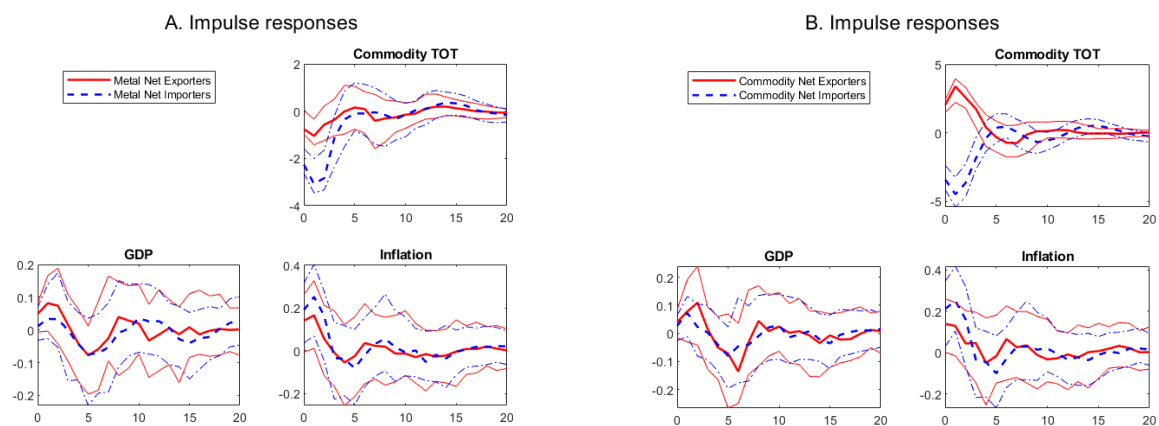 A. Impulse responses
Commodity TOT
Metal Net Exporters
Metal Net Importers
2
0
-2
-4
0 5 10 15 20
GDP
0.2
0.1
0
-0.1
-0.2
0 5 10 15 20
Inflation
0.4
0.2
0
-0.2
0 5 10 15 20
B. Impulse responses
Commodity TOT
Commodity Net Exporters
Commodity Net Importers
5
0
-5
0 5 10 15 20
GDP
0.2
0.1
0
-0.1
-0.2
0 5 10 15 20
Inflation
0.4
0.2
0
-0.2
0 5 10 15 20